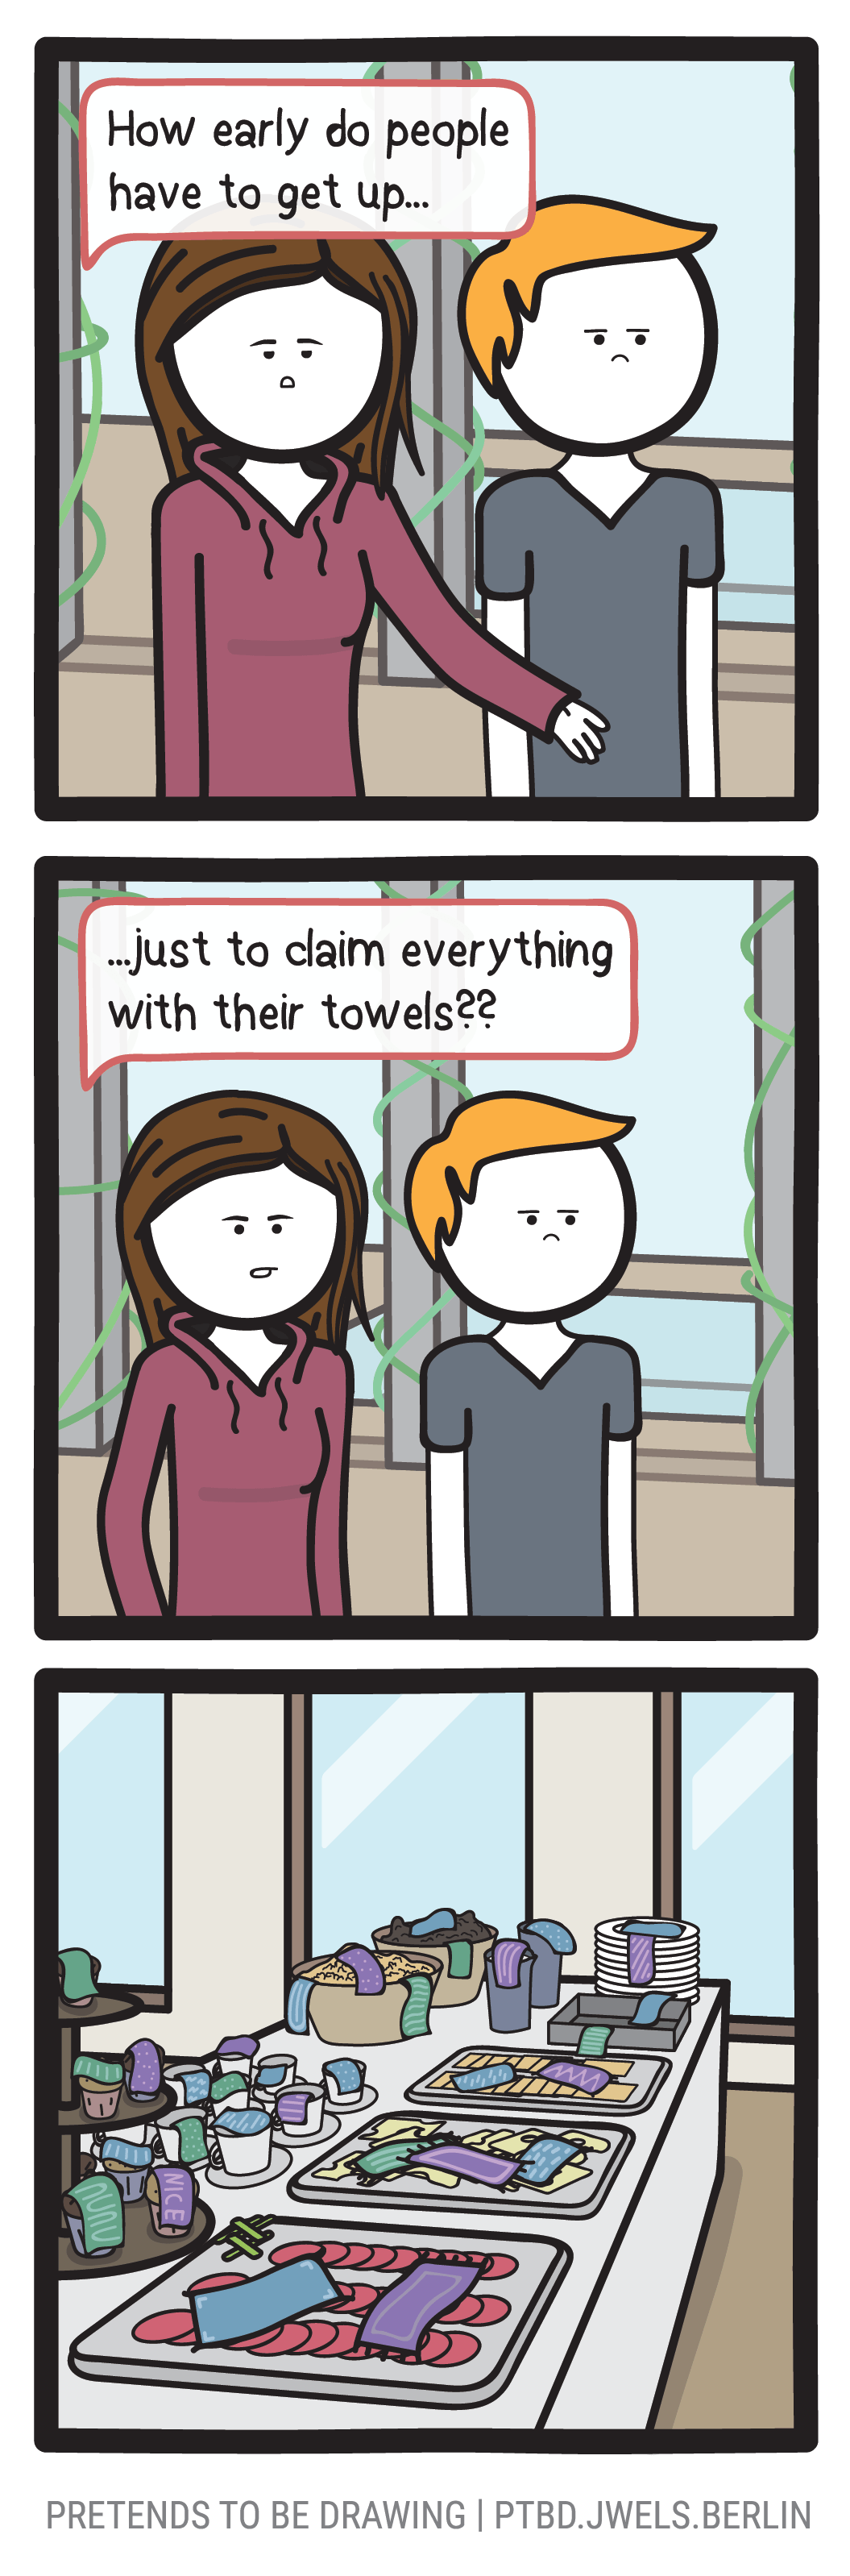 How early do people
have to get up...
...just to claim everything
with their towels??
NICE
PRETENDS TO BE DRAWING | PTBD.JWELS.BERLIN